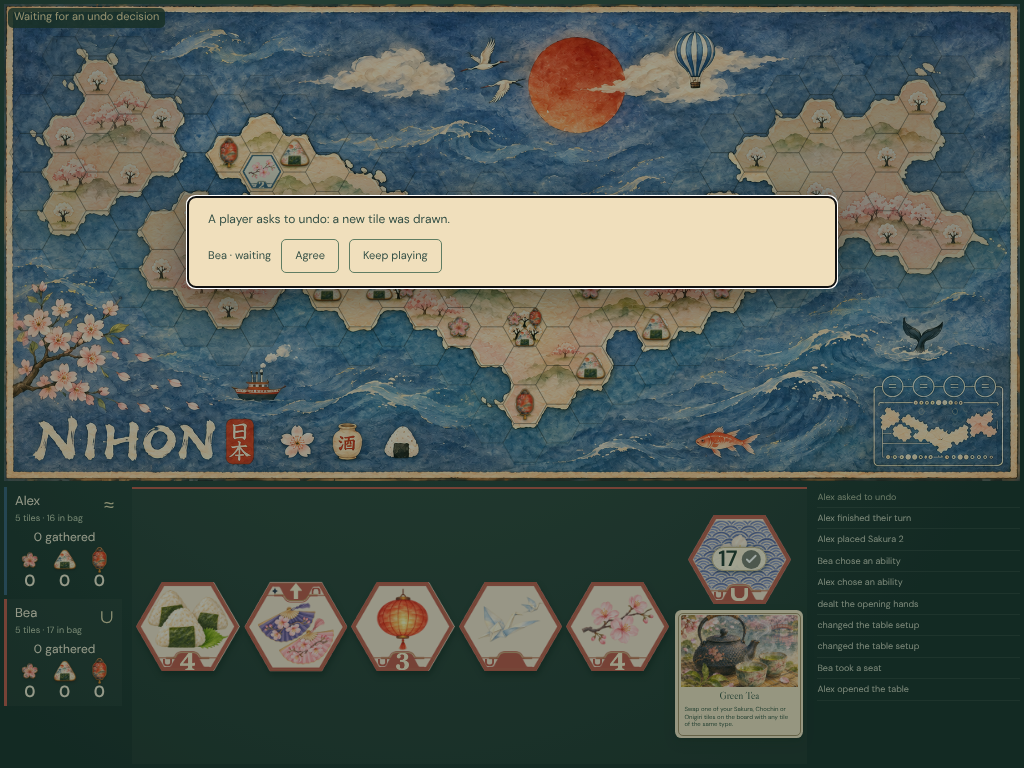 Waiting for an undo decision
A player asks to undo: a new tile was drawn.
Bea · waiting
Agree
Keep playing
NIHON
日本
酒
Alex
5 tiles · 16 in bag
0 gathered
0 0 0
Bea
5 tiles · 17 in bag
0 gathered
0 0 0
4
3
4
17
Green Tea
Swap one of your Sakura, Chochin or
Onigiri tiles on the board with any tile
of the same type.
Alex asked to undo
Alex finished their turn
Alex placed Sakura 2
Bea chose an ability
Alex chose an ability
dealt the opening hands
changed the table setup
changed the table setup
Bea took a seat
Alex opened the table